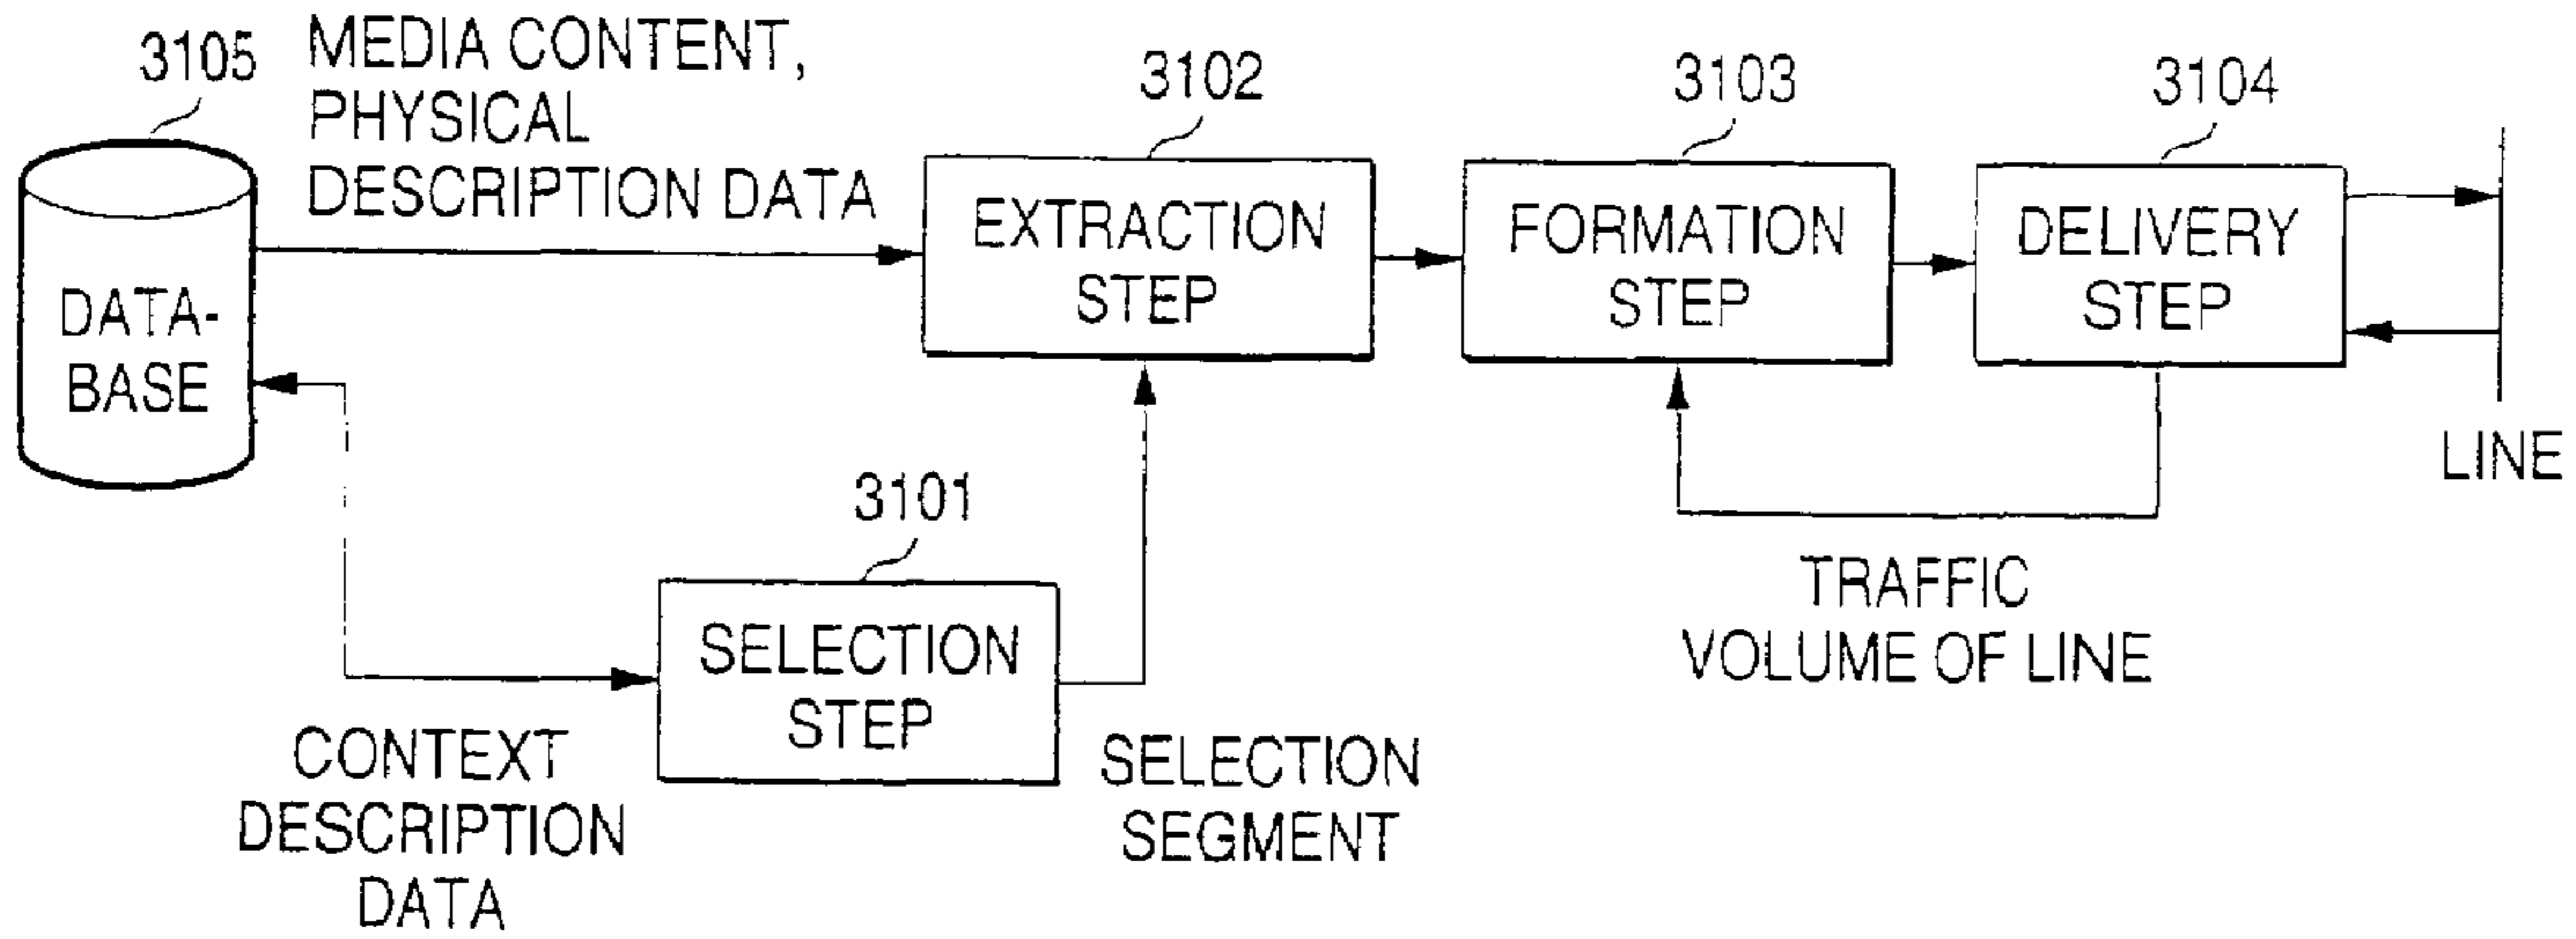 3105
MEDIA CONTENT,
PHYSICAL
DESCRIPTION DATA
3102
3103
3104
DATA-
BASE
EXTRACTION
STEP
FORMATION
STEP
DELIVERY
STEP
LINE
3101
SELECTION
STEP
TRAFFIC
VOLUME OF LINE
CONTEXT
DESCRIPTION
DATA
SELECTION
SEGMENT